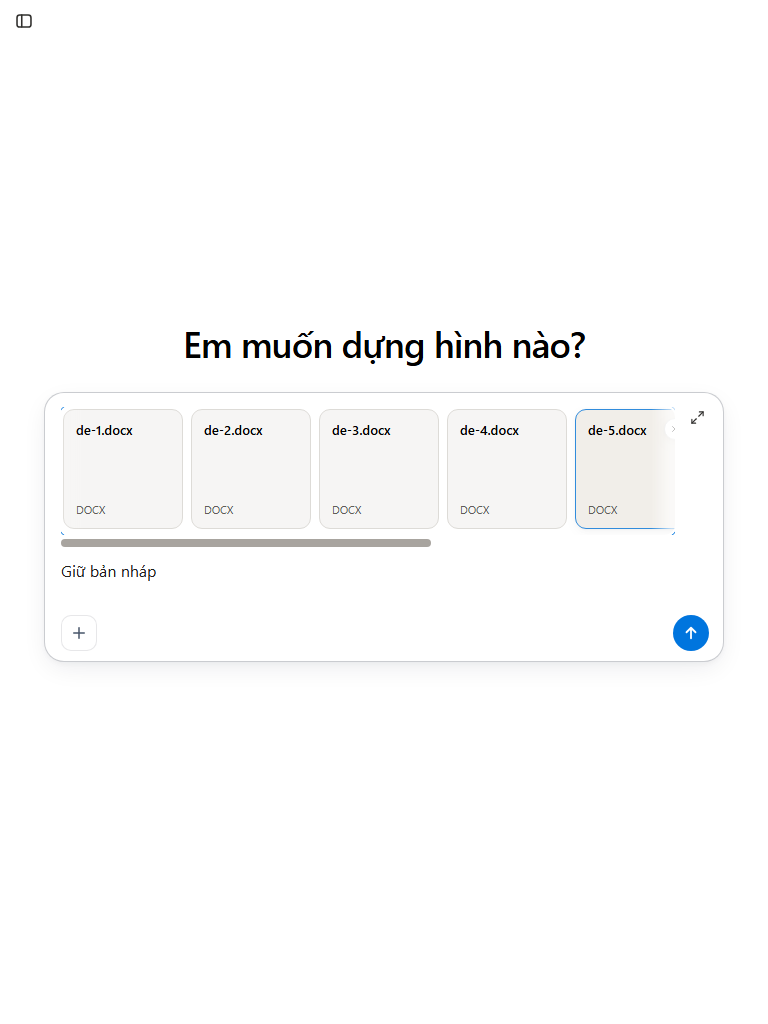 Em muốn dựng hình nào?
de-1.docx
DOCX
de-2.docx
DOCX
de-3.docx
DOCX
de-4.docx
DOCX
de-5.docx
DOCX
Giữ bản nháp